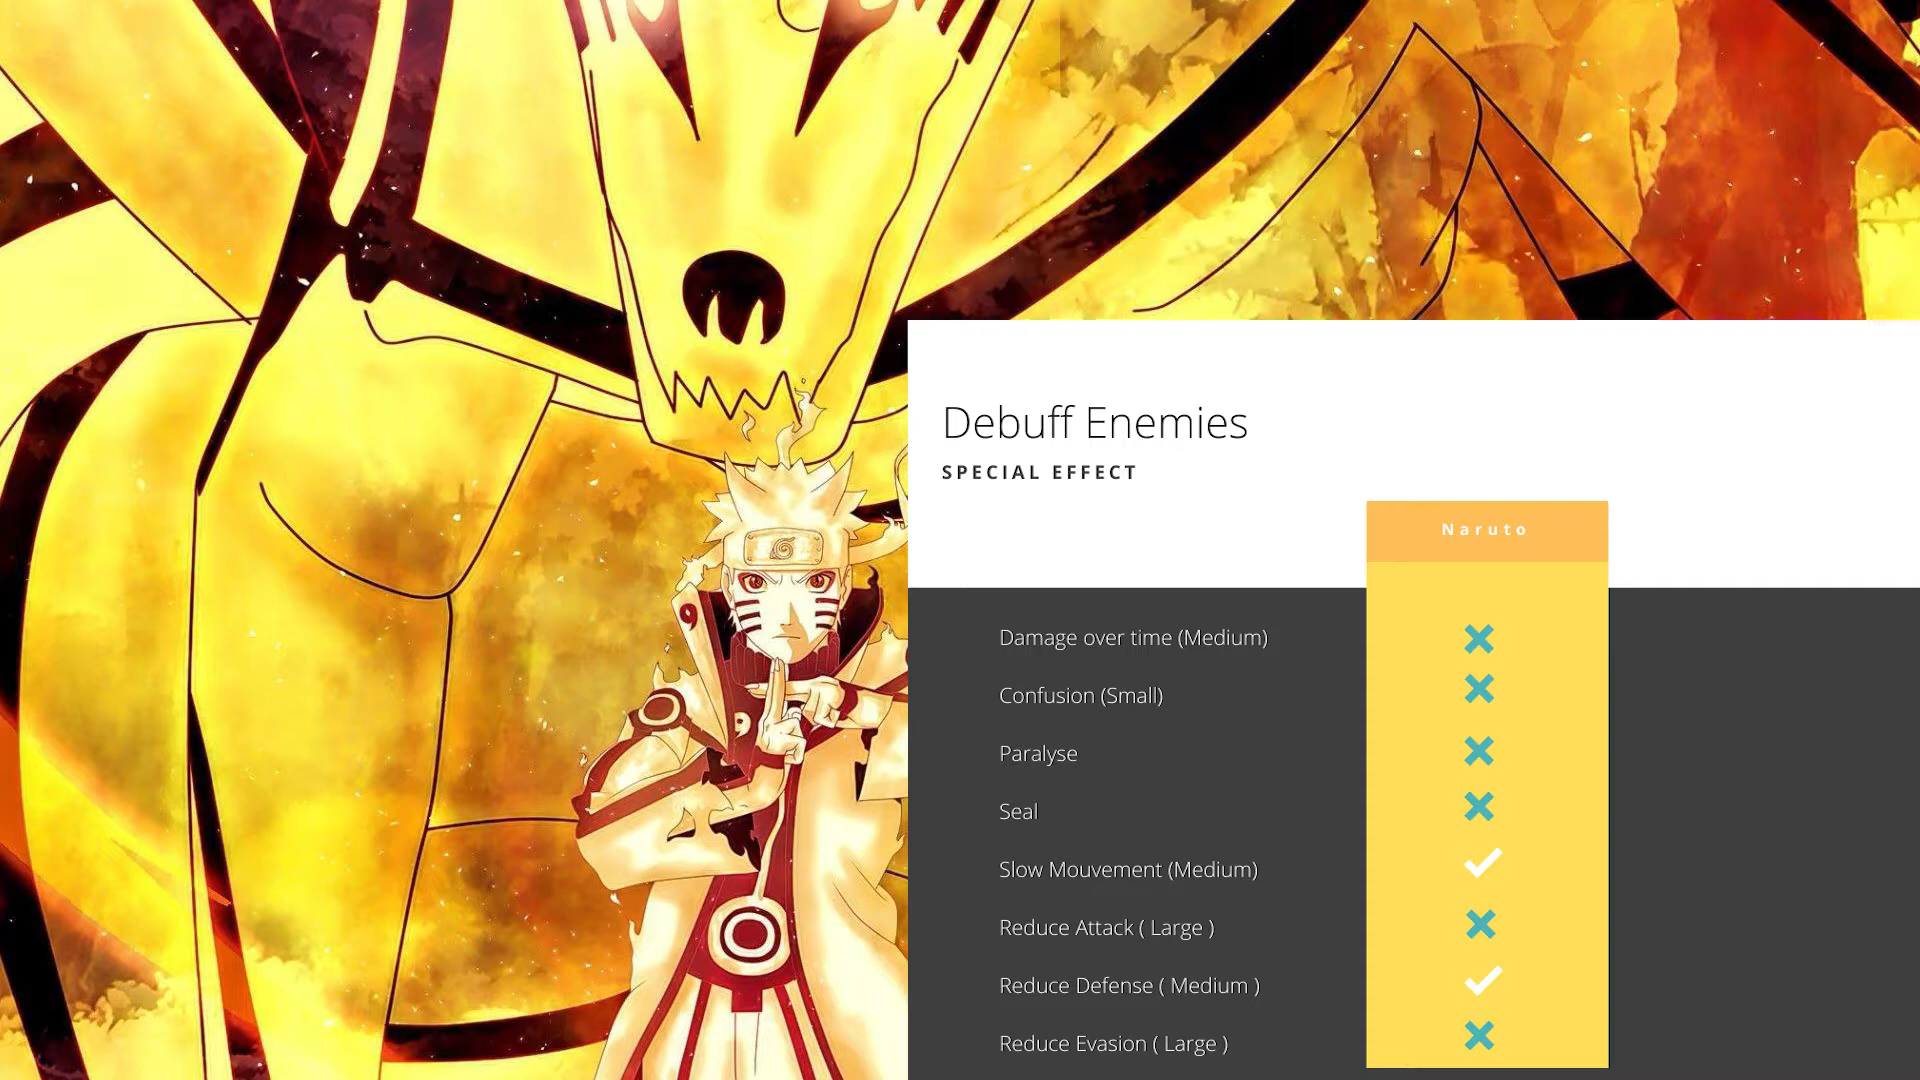 Debuff Enemies
SPECIAL EFFECT
Naruto
Damage over time (Medium)
Confusion (Small)
Paralyse
Seal
Slow Mouvement (Medium)
Reduce Attack ( Large )
Reduce Defense ( Medium )
Reduce Evasion ( Large )